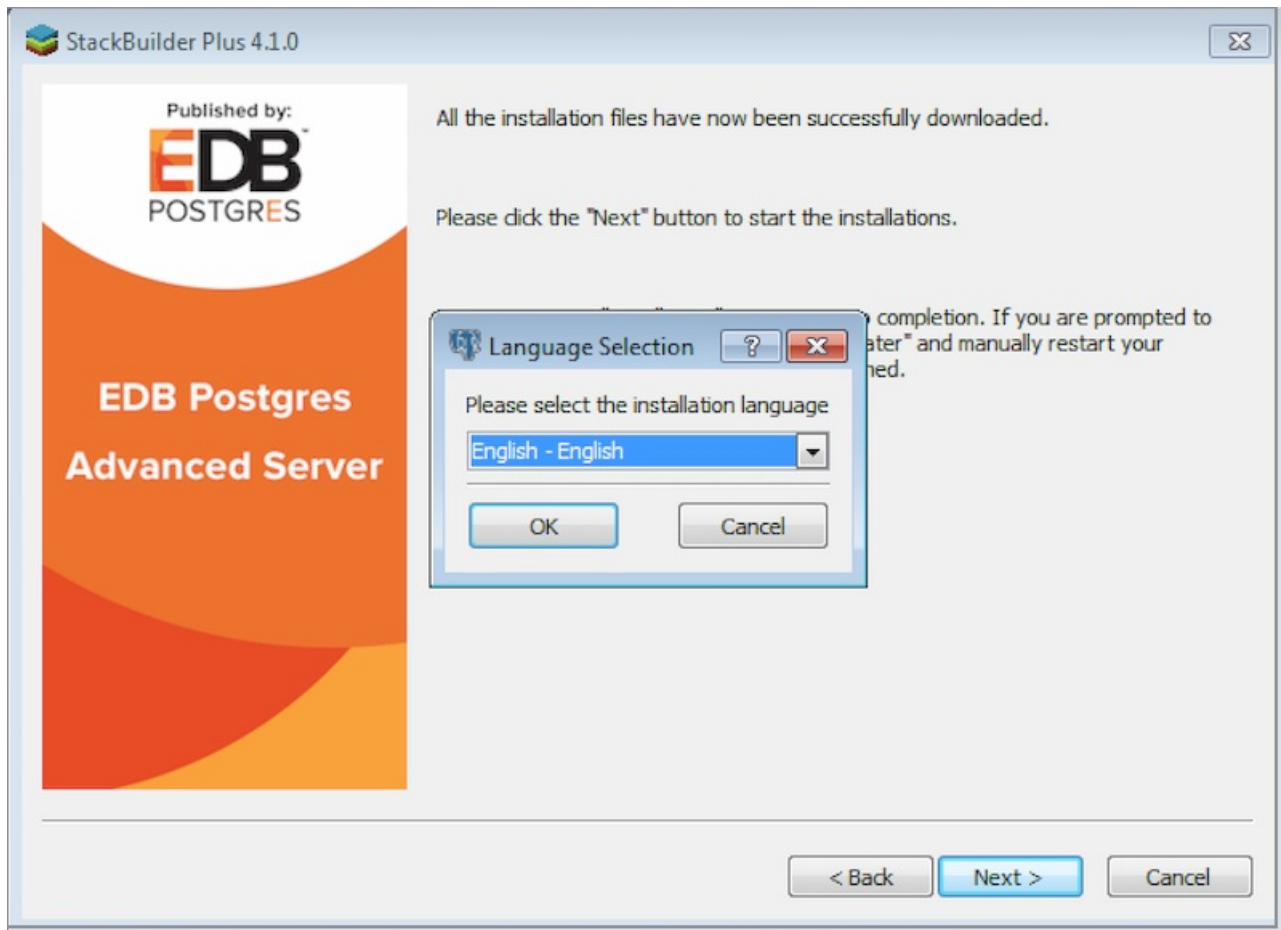 StackBuilder Plus 4.1.0
Published by:
EDB™
POSTGRES
EDB Postgres
Advanced Server
All the installation files have now been successfully downloaded.
Please click the "Next" button to start the installations.
completion. If you are prompted to
ater" and manually restart your
ned.
Language Selection
Please select the installation language
English - English
OK
Cancel
< Back
Next >
Cancel